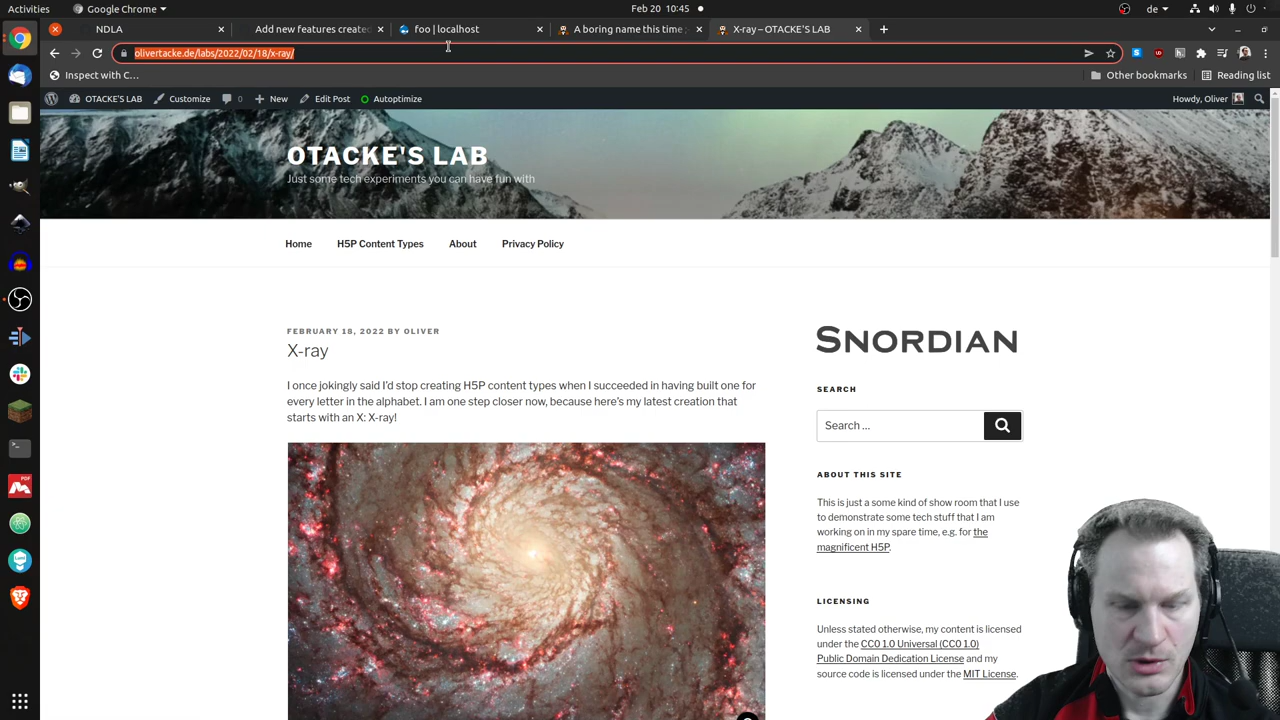 Activities
Google Chrome
Feb 20 10:45
de
NDLA
Add new features created
foo | localhost
A boring name this time
X-ray – OTACKE'S LAB
olivertacke.de/labs/2022/02/18/x-ray/
Inspect with C…
Other bookmarks
Reading list
OTACKE'S LAB
Customize
0
New
Edit Post
Autoptimize
Howdy, Oliver
OTACKE'S LAB
Just some tech experiments you can have fun with
Home
H5P Content Types
About
Privacy Policy
FEBRUARY 18, 2022 BY OLIVER
X-ray
I once jokingly said I'd stop creating H5P content types when I succeeded in having built one for
every letter in the alphabet. I am one step closer now, because here's my latest creation that
starts with an X: X-ray!
SNORDIAN
SEARCH
Search …
ABOUT THIS SITE
This is just a some kind of show room that I use
to demonstrate some tech stuff that I am
working on in my spare time, e.g. for the
magnificent H5P.
LICENSING
Unless stated otherwise, my content is licensed
under the CC0 1.0 Universal (CC0 1.0)
Public Domain Dedication License and my
source code is licensed under the MIT License.